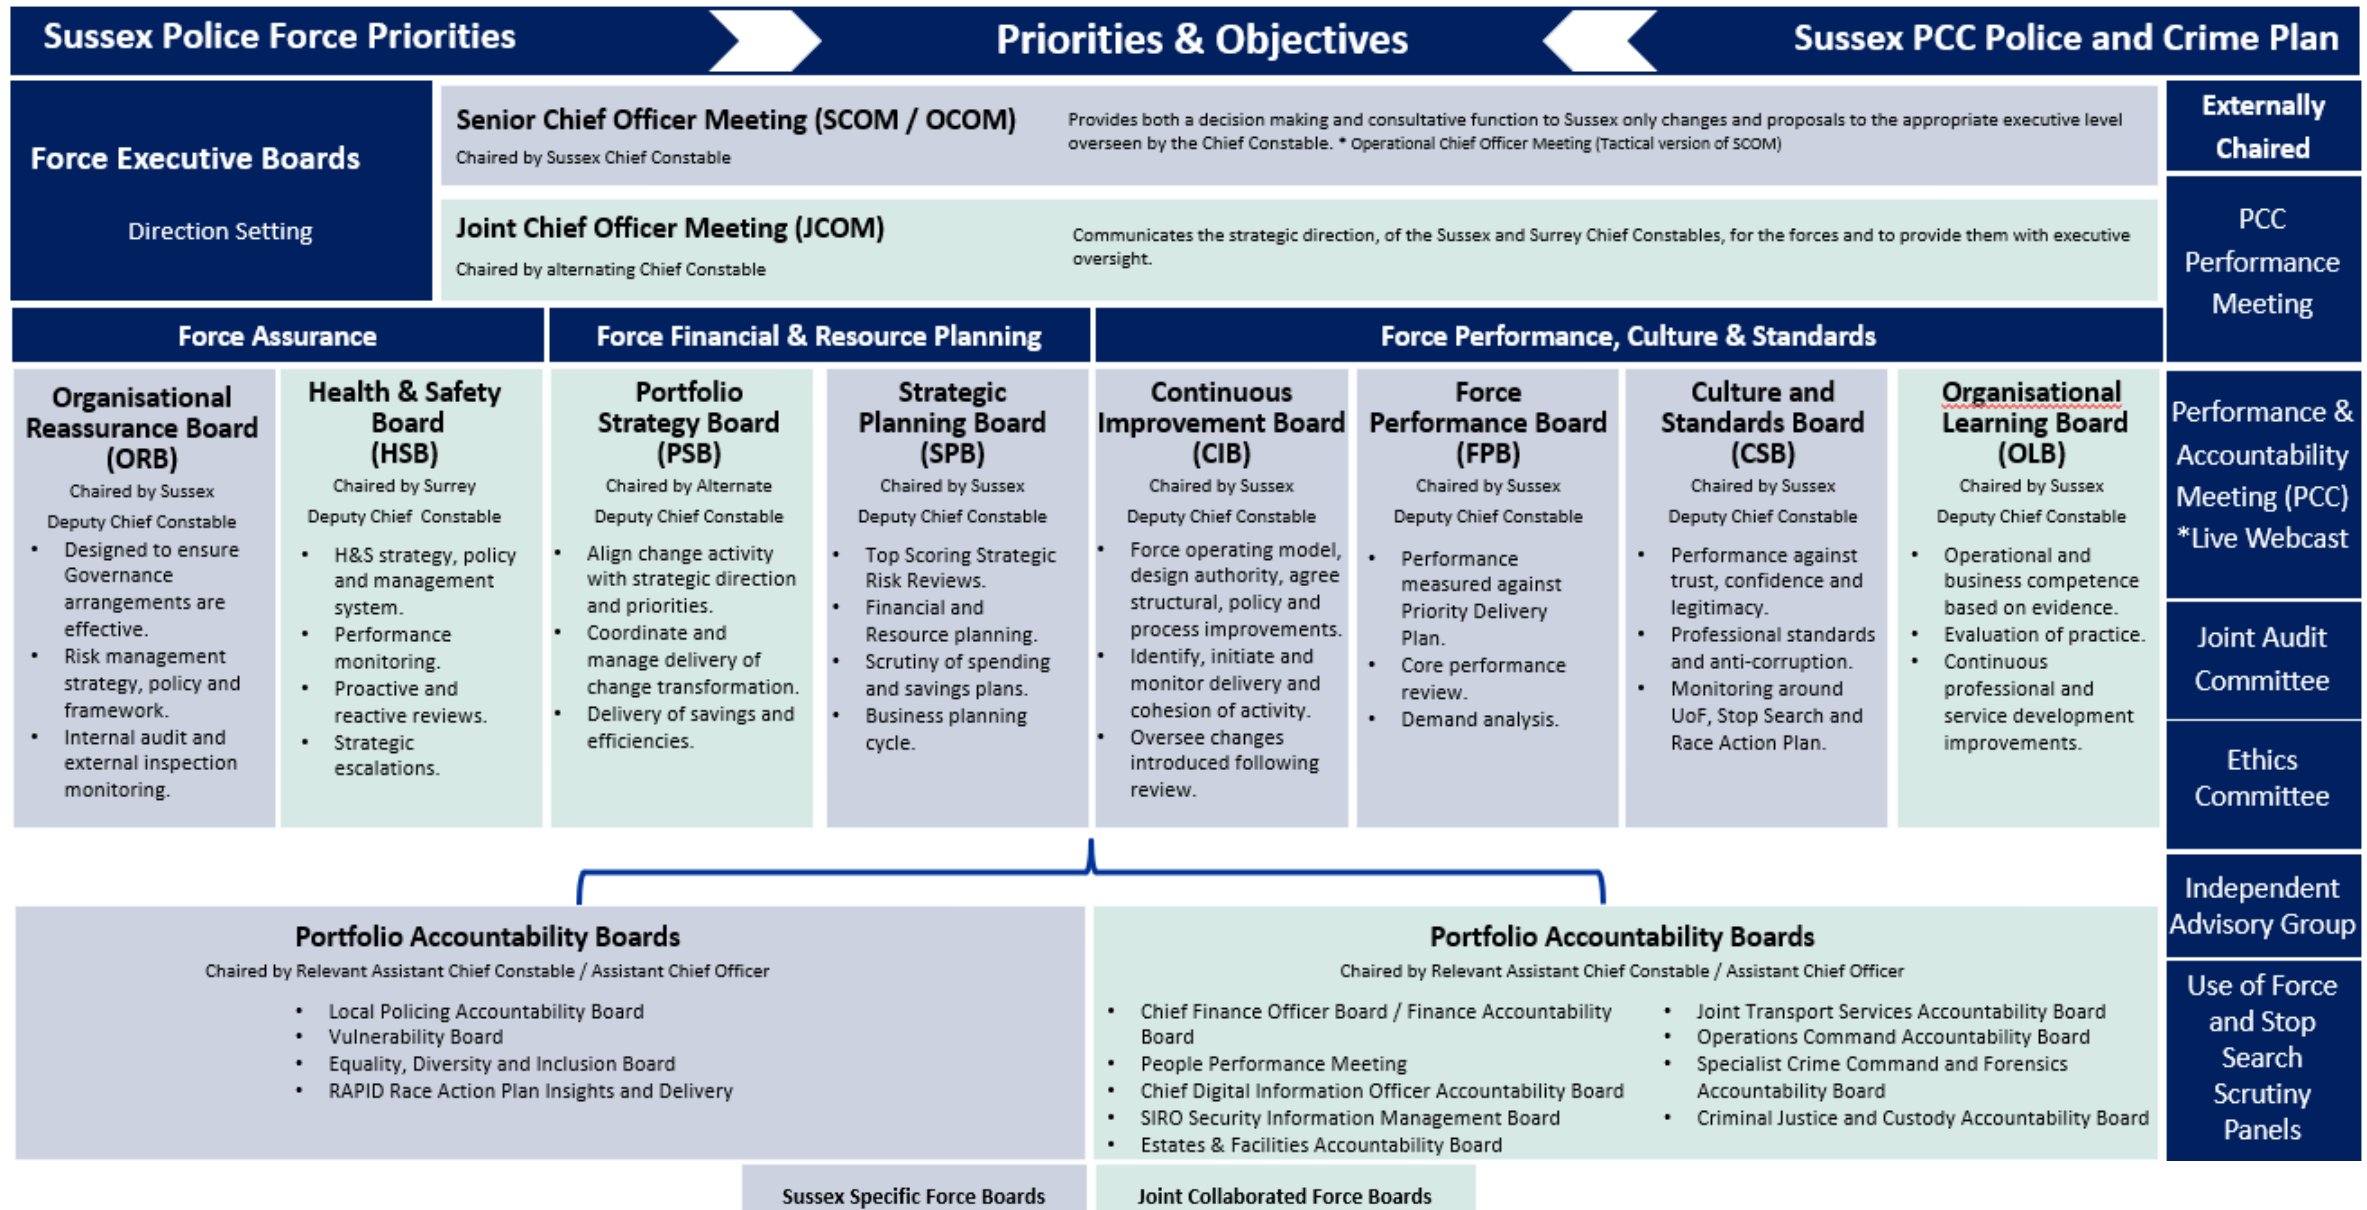 Sussex Police Force Priorities
Priorities & Objectives
Sussex PCC Police and Crime Plan
Force Executive Boards
Direction Setting
Senior Chief Officer Meeting (SCOM / OCOM)
Chaired by Sussex Chief Constable
Provides both a decision making and consultative function to Sussex only changes and proposals to the appropriate executive level
overseen by the Chief Constable. * Operational Chief Officer Meeting (Tactical version of SCOM)
Joint Chief Officer Meeting (JCOM)
Chaired by alternating Chief Constable
Communicates the strategic direction, of the Sussex and Surrey Chief Constables, for the forces and to provide them with executive
oversight.
Externally
Chaired
PCC
Performance
Meeting
Performance &
Accountability
Meeting (PCC)
*Live Webcast
Joint Audit
Committee
Ethics
Committee
Independent
Advisory Group
Use of Force
and Stop
Search
Scrutiny
Panels
Force Assurance
Force Financial & Resource Planning
Force Performance, Culture & Standards
Organisational
Reassurance Board
(ORB)
Chaired by Sussex
Deputy Chief Constable
• Designed to ensure
Governance
arrangements are
effective.
• Risk management
strategy, policy and
framework.
• Internal audit and
external inspection
monitoring.
Health & Safety
Board
(HSB)
Chaired by Surrey
Deputy Chief Constable
• H&S strategy, policy
and management
system.
• Performance
monitoring.
• Proactive and
reactive reviews.
• Strategic
escalations.
Portfolio
Strategy Board
(PSB)
Chaired by Alternate
Deputy Chief Constable
• Align change activity
with strategic direction
and priorities.
• Coordinate and
manage delivery of
change transformation.
• Delivery of savings and
efficiencies.
Strategic
Planning Board
(SPB)
Chaired by Sussex
Deputy Chief Constable
• Top Scoring Strategic
Risk Reviews.
• Financial and
Resource planning.
• Scrutiny of spending
and savings plans.
• Business planning
cycle.
Continuous
Improvement Board
(CIB)
Chaired by Sussex
Deputy Chief Constable
• Force operating model,
design authority, agree
structural, policy and
process improvements.
• Identify, initiate and
monitor delivery and
cohesion of activity.
• Oversee changes
introduced following
review.
Force
Performance Board
(FPB)
Chaired by Sussex
Deputy Chief Constable
• Performance
measured against
Priority Delivery
Plan.
• Core performance
review.
• Demand analysis.
Culture and
Standards Board
(CSB)
Chaired by Sussex
Deputy Chief Constable
• Performance against
trust, confidence and
legitimacy.
• Professional standards
and anti-corruption.
• Monitoring around
UoF, Stop Search and
Race Action Plan.
Organisational
Learning Board
(OLB)
Chaired by Sussex
Deputy Chief Constable
• Operational and
business competence
based on evidence.
• Evaluation of practice.
• Continuous
professional and
service development
improvements.
Portfolio Accountability Boards
Chaired by Relevant Assistant Chief Constable / Assistant Chief Officer
• Local Policing Accountability Board
• Vulnerability Board
• Equality, Diversity and Inclusion Board
• RAPID Race Action Plan Insights and Delivery
Portfolio Accountability Boards
Chaired by Relevant Assistant Chief Constable / Assistant Chief Officer
• Chief Finance Officer Board / Finance Accountability
Board
• People Performance Meeting
• Chief Digital Information Officer Accountability Board
• SIRO Security Information Management Board
• Estates & Facilities Accountability Board
• Joint Transport Services Accountability Board
• Operations Command Accountability Board
• Specialist Crime Command and Forensics
Accountability Board
• Criminal Justice and Custody Accountability Board
Sussex Specific Force Boards
Joint Collaborated Force Boards